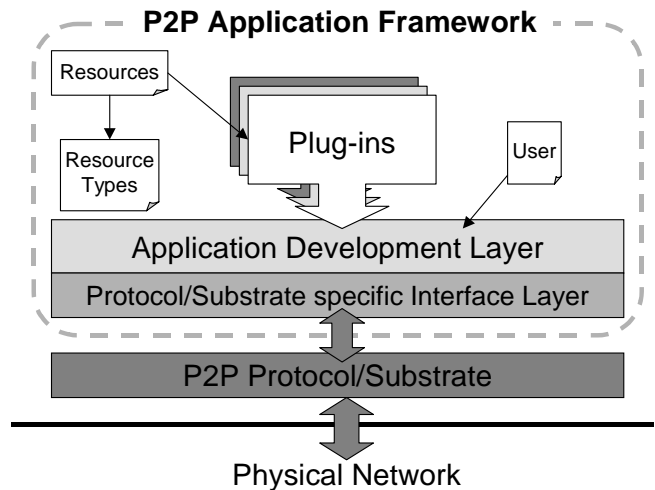 P2P Application Framework
Resources
Plug-ins
Resource
Types
User
Application Development Layer
Protocol/Substrate specific Interface Layer
P2P Protocol/Substrate
Physical Network